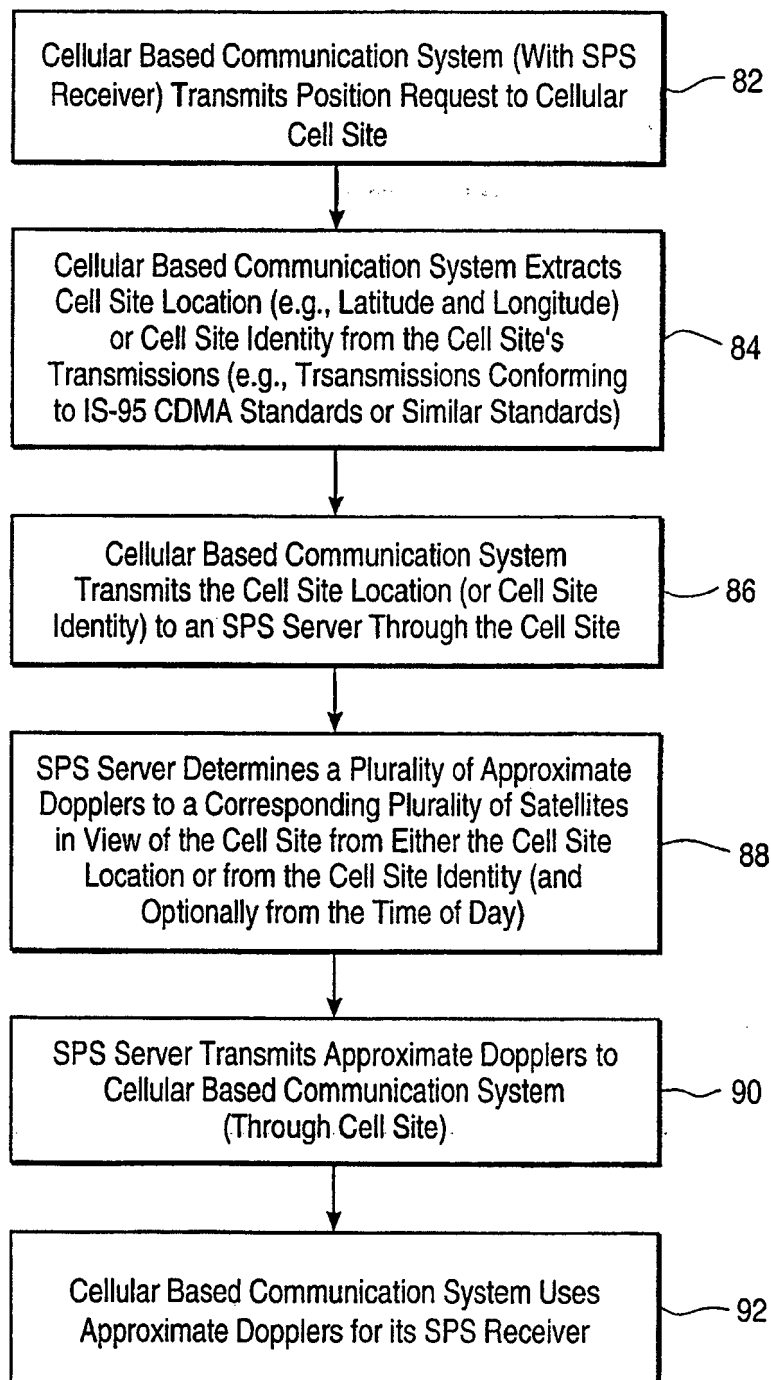 Cellular Based Communication System (With SPS
Receiver) Transmits Position Request to Cellular
Cell Site
82
Cellular Based Communication System Extracts
Cell Site Location (e.g., Latitude and Longitude)
or Cell Site Identity from the Cell Site's
Transmissions (e.g., Trsansmissions Conforming
to IS-95 CDMA Standards or Similar Standards)
84
Cellular Based Communication System
Transmits the Cell Site Location (or Cell Site
Identity) to an SPS Server Through the Cell Site
86
SPS Server Determines a Plurality of Approximate
Dopplers to a Corresponding Plurality of Satellites
in View of the Cell Site from Either the Cell Site
Location or from the Cell Site Identity (and
Optionally from the Time of Day)
88
SPS Server Transmits Approximate Dopplers to
Cellular Based Communication System
(Through Cell Site)
90
Cellular Based Communication System Uses
Approximate Dopplers for its SPS Receiver
92